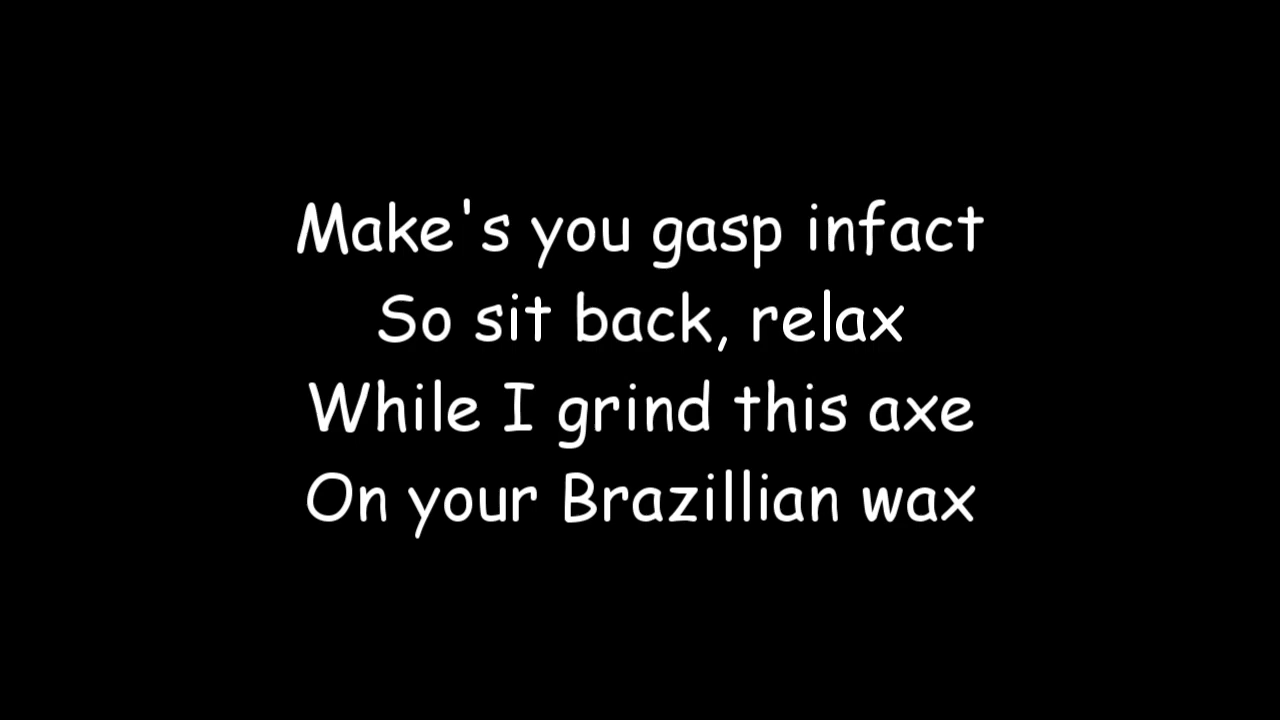 Make's you gasp infact
So sit back, relax
While I grind this axe
On your Brazillian wax